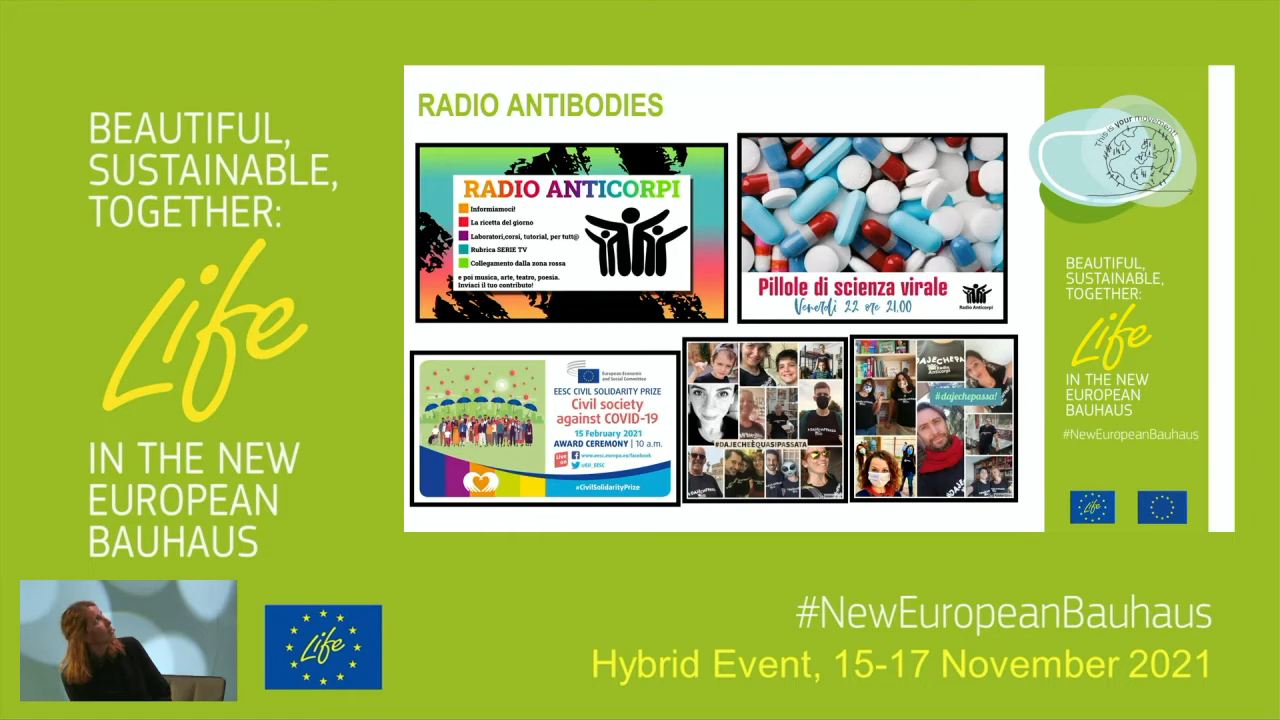 BEAUTIFUL,
SUSTAINABLE,
TOGETHER:
Life
IN THE NEW
EUROPEAN
BAUHAUS
Life
RADIO ANTIBODIES
RADIO ANTICORPI
Informiamoci!
La ricetta del giorno
Laboratori,corsi, tutorial, per tutt@
Rubrica SERIE TV
Collegamento dalla zona rossa
e poi musica, arte, teatro, poesia.
Inviaci il tuo contributo!
Pillole di scienza virale
Venerdì 22 ore 21.00
Radio Anticorpi
European Economic
and Social Committee
EESC CIVIL SOLIDARITY PRIZE
Civil society
against COVID-19
15 February 2021
AWARD CEREMONY | 10 a.m.
Live on
www.eesc.europa.eu/facebook
@EU_EESC
#CivilSolidarityPrize
#DAJECHEÈQUASIPASSATA
DAJECHEPA
Radio
Anticorpi
#dajechepassa!
This is your movement!
BEAUTIFUL,
SUSTAINABLE,
TOGETHER:
Life
IN THE NEW
EUROPEAN
BAUHAUS
#NewEuropeanBauhaus
Life
#NewEuropeanBauhaus
Hybrid Event, 15-17 November 2021